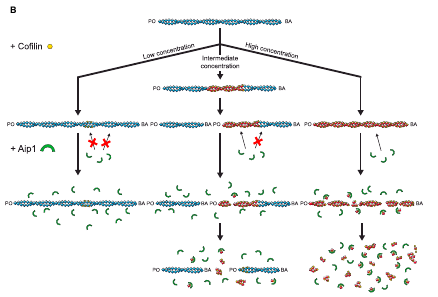 B
PO BA
+ Cofilin
Low concentration
Intermediate
concentration
High concentration
PO BA
PO BA PO BA PO BA
+ Aip1
PO BA PO BA PO BA
PO BA